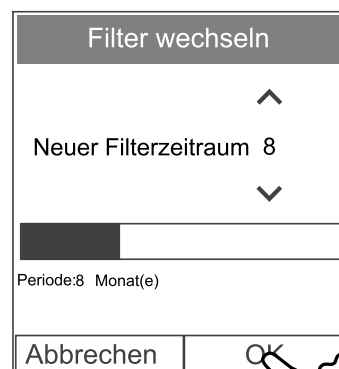 Filter wechseln
Neuer Filterzeitraum 8
Periode:8 Monat(e)
Abbrechen OK